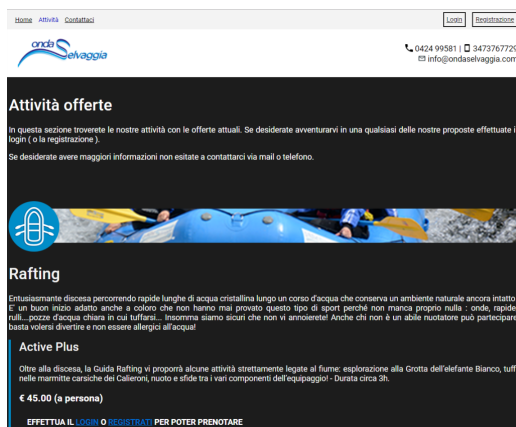 Home Attività Contattaci
Login Registrazione
onda Selvaggia
0424 99581 | 3473767729
info@ondaselvaggia.com
Attività offerte
In questa sezione troverete le nostre attività con le offerte attuali. Se desiderate avventurarvi in una qualsiasi delle nostre proposte effettuate i
login ( o la registrazione ).
Se desiderate avere maggiori informazioni non esitate a contattarci via mail o telefono.
Rafting
Entusiasmante discesa percorrendo rapide lunghe di acqua cristallina lungo un corso d'acqua che conserva un ambiente naturale ancora intatto
E' un buon inizio adatto anche a coloro che non hanno mai provato questo tipo di sport perché non manca proprio nulla : onde, rapide
rulli....pozze d'acqua chiara in cui tuffarsi... Insomma siamo sicuri che non vi annoierete! Anche chi non è un abile nuotatore può partecipare
basta volersi divertire e non essere allergici all'acqua!
Active Plus
Oltre alla discesa, la Guida Rafting vi proporrà alcune attività strettamente legate al fiume: esplorazione alla Grotta dell'elefante Bianco, tuff
nelle marmitte carsiche dei Calieroni, nuoto e sfide tra i vari componenti dell'equipaggio! - Durata circa 3h.
€ 45.00 (a persona)
EFFETTUA IL LOGIN O REGISTRATI PER POTER PRENOTARE